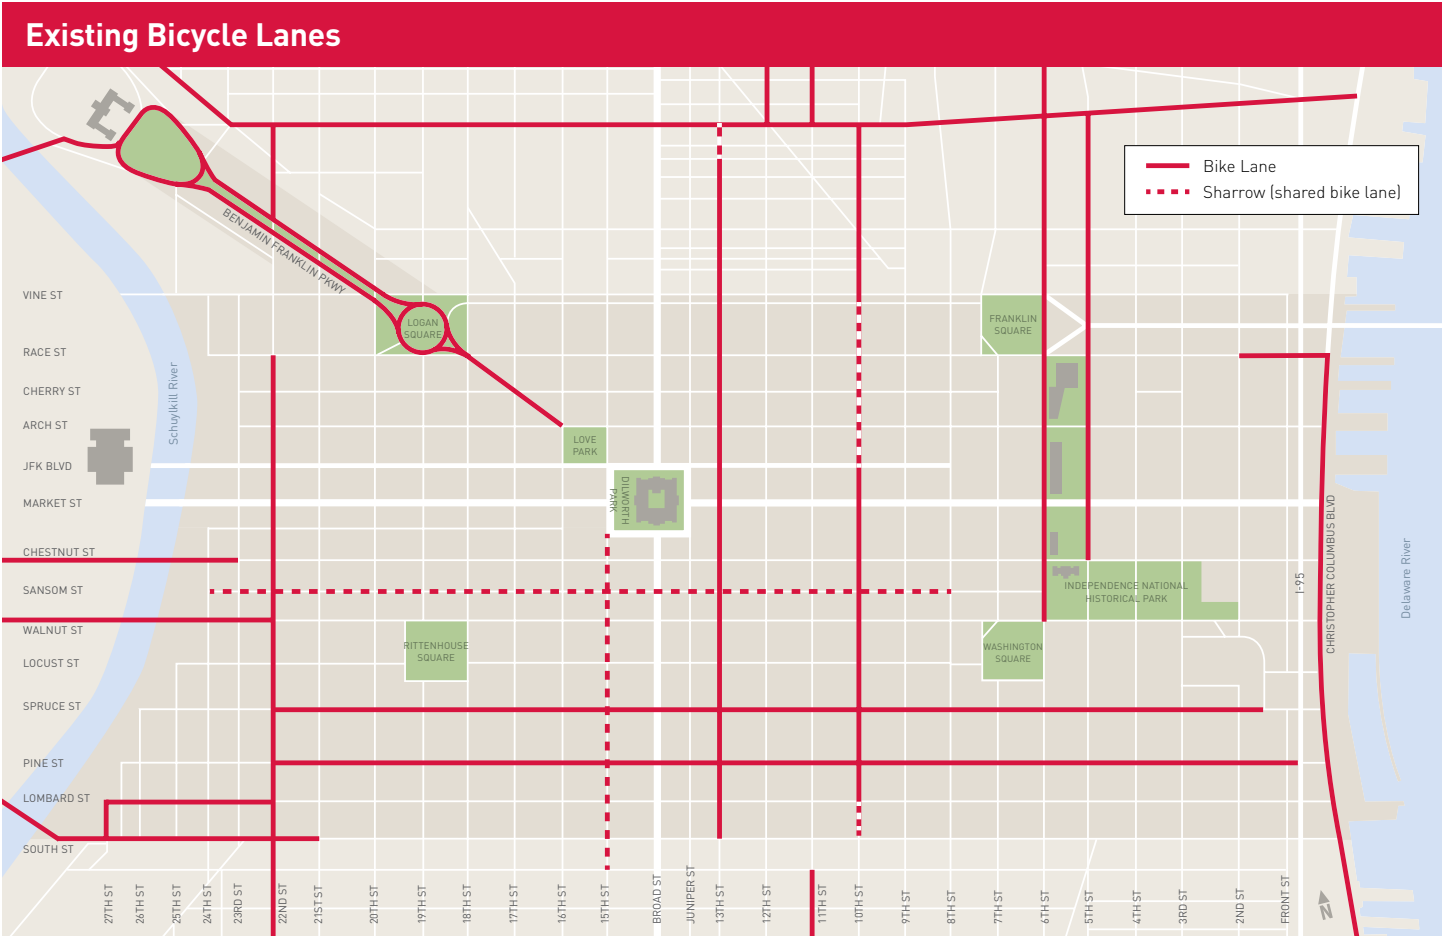 Existing Bicycle Lanes
Bike Lane
Sharrow (shared bike lane)
BENJAMIN FRANKLIN PKWY
VINE ST
LOGAN
SQUARE
FRANKLIN
SQUARE
RACE ST
CHERRY ST
Schuylkill River
ARCH ST
LOVE
PARK
JFK BLVD
DILWORTH
PARK
MARKET ST
CHRISTOPHER COLUMBUS BLVD
CHESTNUT ST
I-95
Delaware River
SANSOM ST
INDEPENDENCE NATIONAL
HISTORICAL PARK
WALNUT ST
RITTENHOUSE
SQUARE
WASHINGTON
SQUARE
LOCUST ST
SPRUCE ST
PINE ST
LOMBARD ST
SOUTH ST
27TH ST
26TH ST
25TH ST
24TH ST
23RD ST
22ND ST
21ST ST
20TH ST
19TH ST
18TH ST
17TH ST
16TH ST
15TH ST
BROAD ST
JUNIPER ST
13TH ST
12TH ST
11TH ST
10TH ST
9TH ST
8TH ST
7TH ST
6TH ST
5TH ST
4TH ST
3RD ST
2ND ST
FRONT ST
N